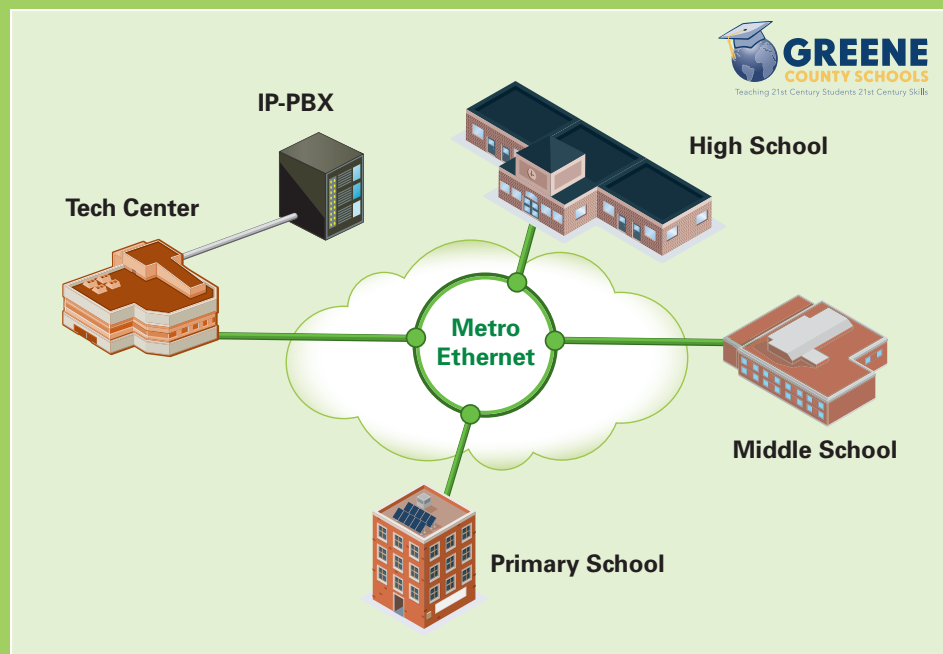 GREENE
COUNTY SCHOOLS
Teaching 21st Century Students 21st Century Skills
IP-PBX
High School
Tech Center
Metro
Ethernet
Middle School
Primary School